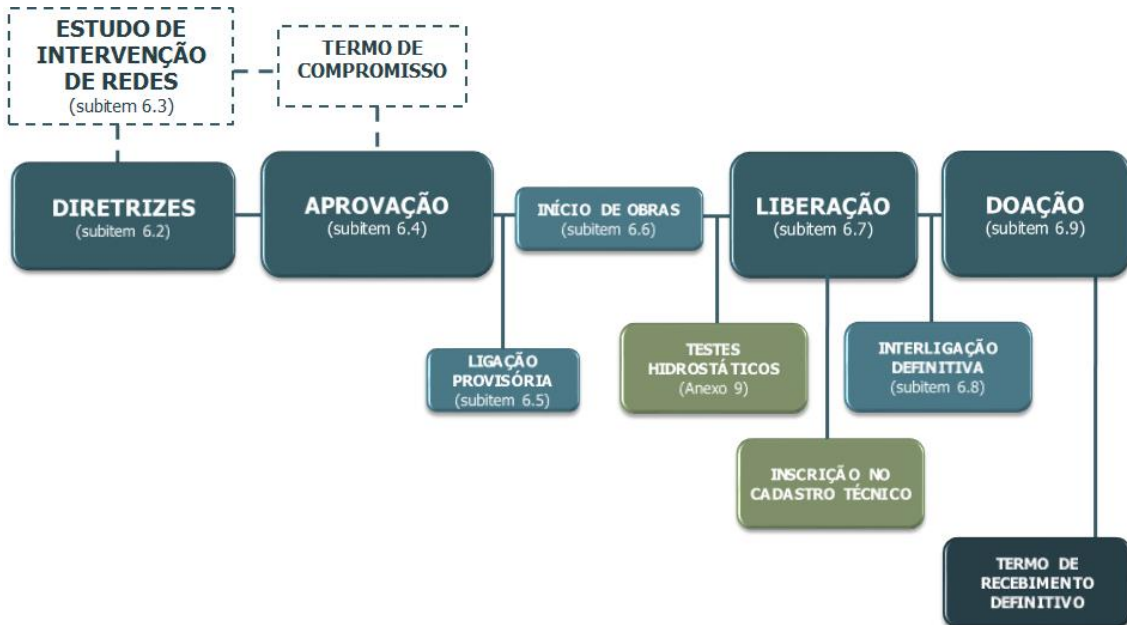 ESTUDO DE
INTERVENÇÃO
DE REDES
(subitem 6.3)
TERMO DE
COMPROMISSO
DIRETRIZES
(subitem 6.2)
APROVAÇÃO
(subitem 6.4)
INÍCIO DE OBRAS
(subitem 6.6)
LIBERAÇÃO
(subitem 6.7)
DOAÇÃO
(subitem 6.9)
LIGAÇÃO
PROVISÓRIA
(subitem 6.5)
TESTES
HIDROSTÁTICOS
(Anexo 9)
INTERLIGAÇÃO
DEFINITIVA
(subitem 6.8)
INSCRIÇÃO NO
CADASTRO TÉCNICO
TERMO DE
RECEBIMENTO
DEFINITIVO